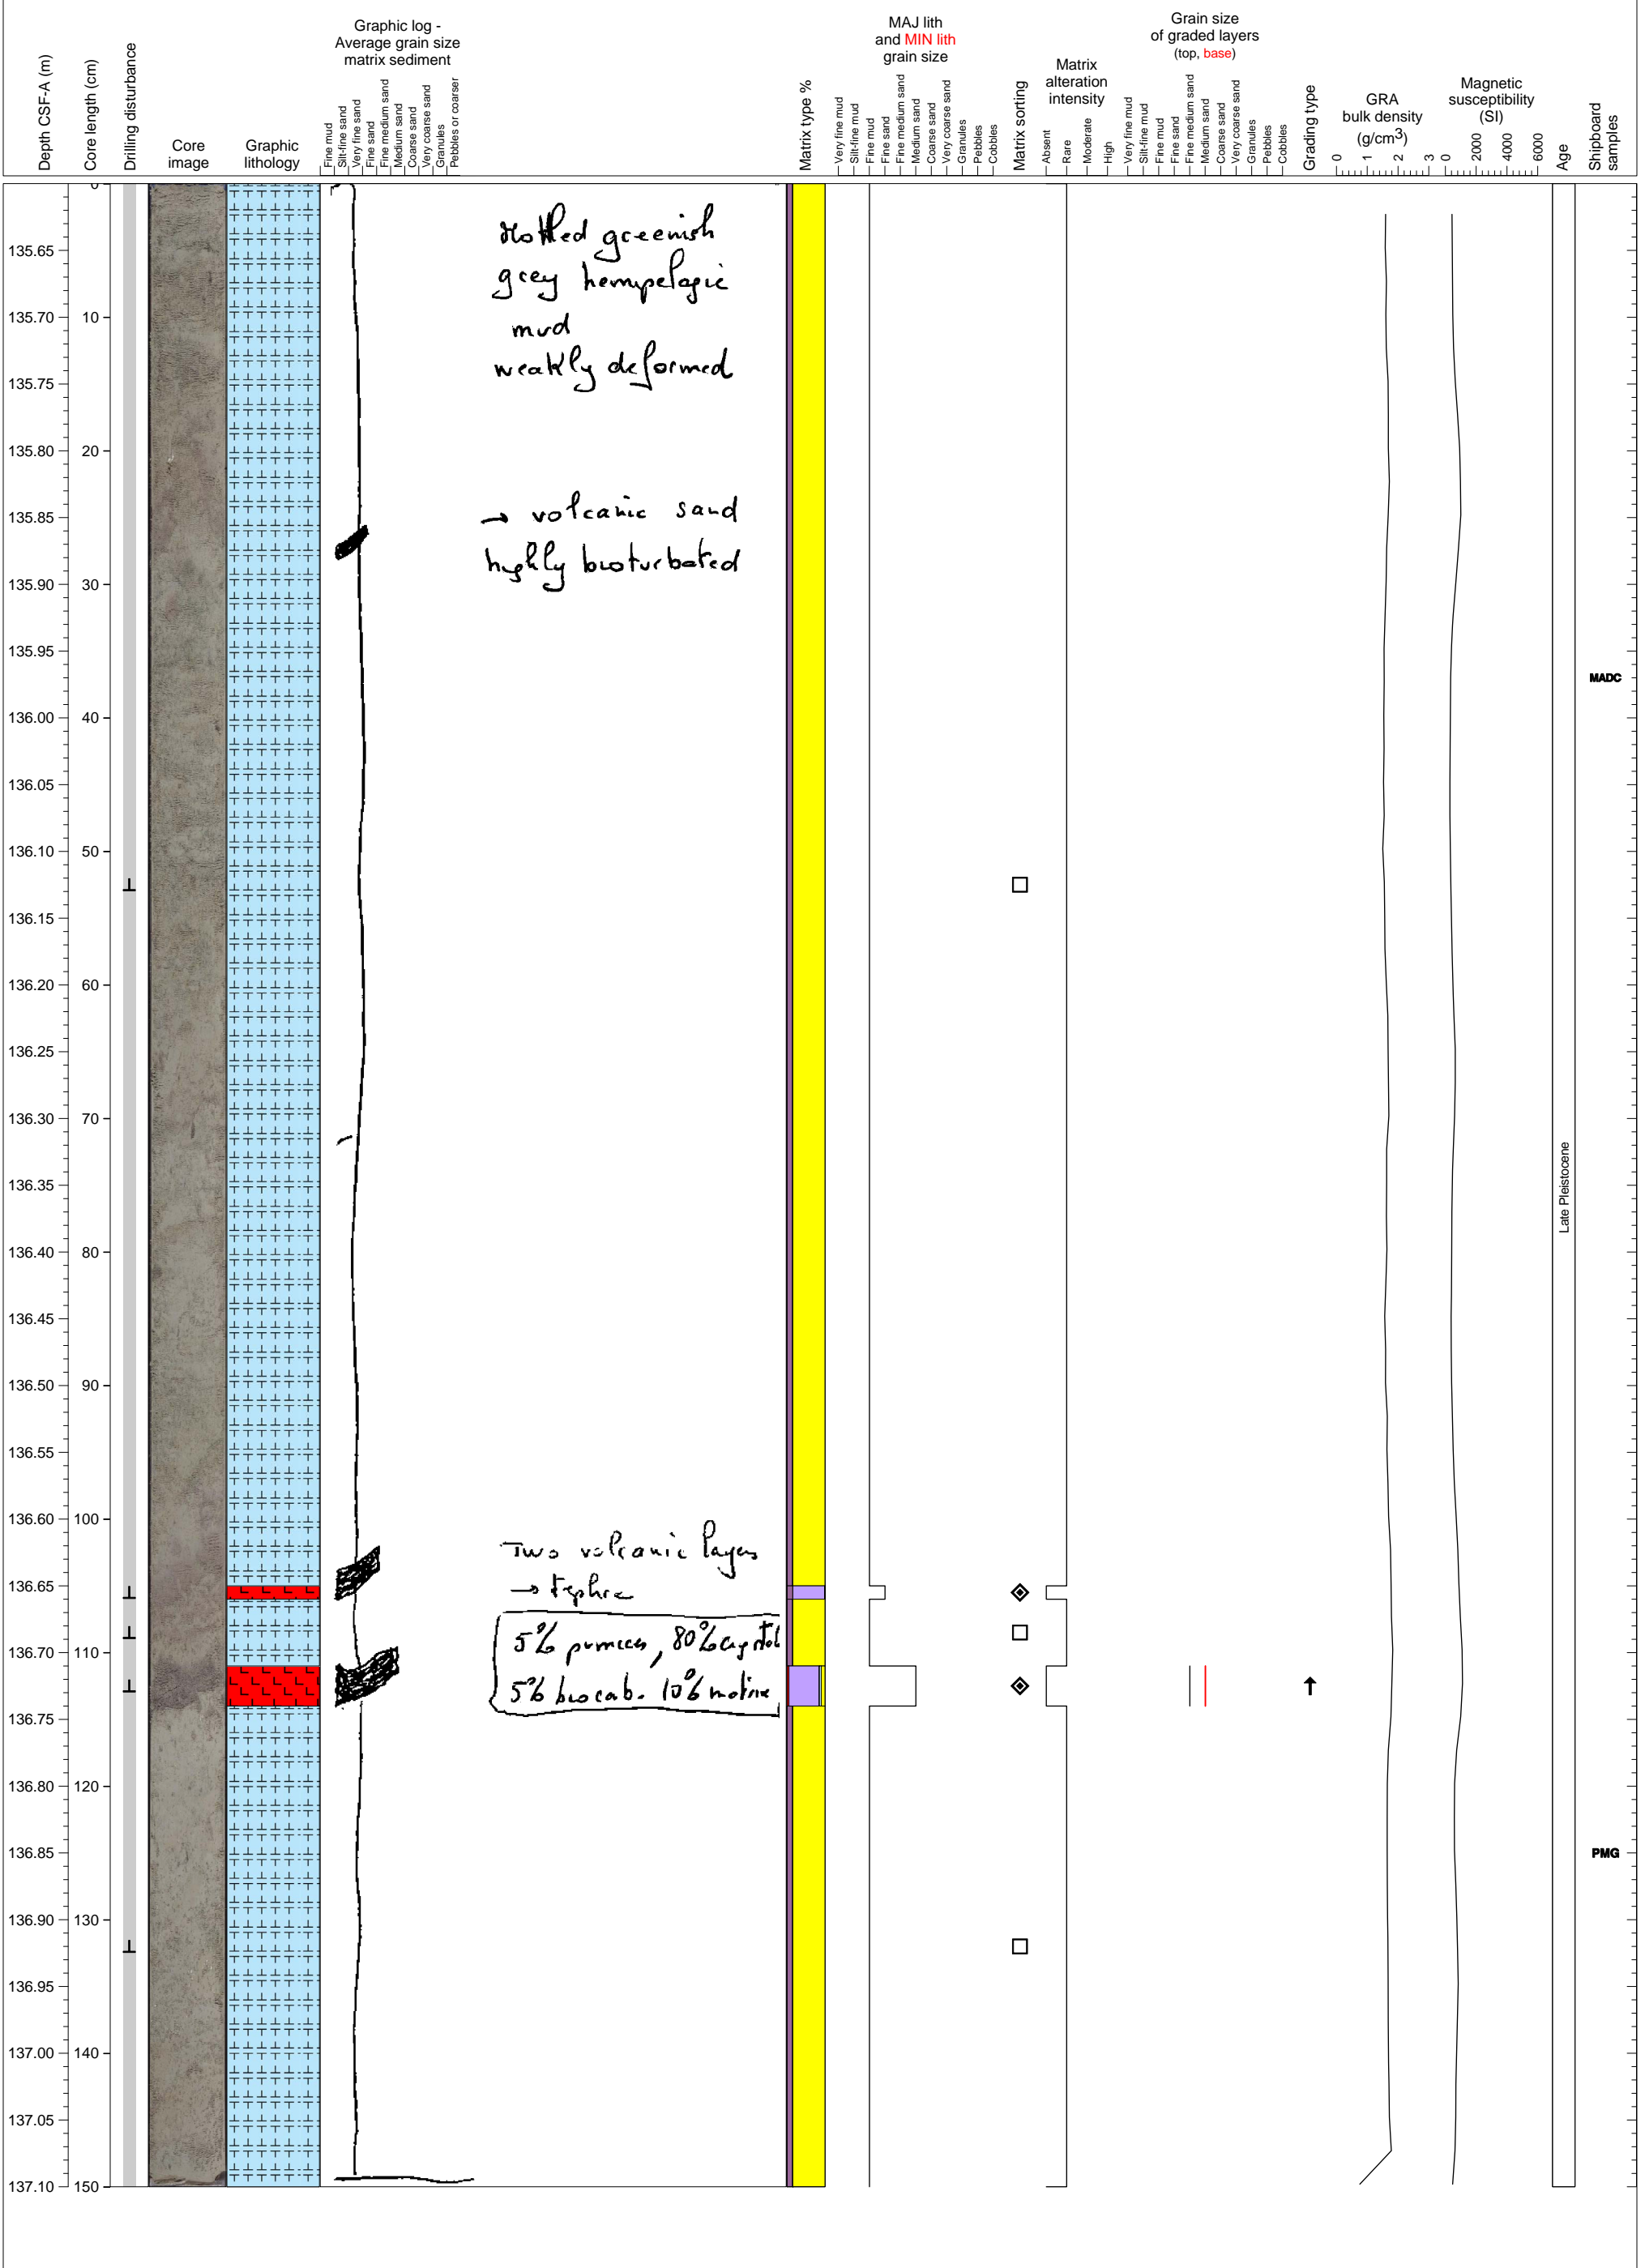 Depth CSF-A (m)
Core length (cm)
Drilling disturbance
Core image
Graphic lithology
Graphic log -
Average grain size
matrix sediment
Fine mud
Silt-fine sand
Very fine sand
Fine sand
Fine medium sand
Medium sand
Coarse sand
Very coarse sand
Granules
Pebbles or coarser
Matrix type %
MAJ lith
and MIN lith
grain size
Very fine mud
Silt-fine mud
Fine mud
Fine sand
Fine medium sand
Medium sand
Coarse sand
Very coarse sand
Granules
Pebbles
Cobbles
Matrix sorting
Matrix
alteration
intensity
Absent
Rare
Moderate
High
Grain size
of graded layers
(top, base)
Very fine mud
Silt-fine mud
Fine mud
Fine sand
Fine medium sand
Medium sand
Coarse sand
Very coarse sand
Granules
Pebbles
Cobbles
Grading type
GRA
bulk density
(g/cm3)
0 1 2 3
Magnetic
susceptibility
(SI)
0 2000 4000 6000
Age
Shipboard
samples
0
135.65
135.70 10
135.75
135.80 20
135.85
135.90 30
135.95
136.00 40
136.05
136.10 50
136.15
136.20 60
136.25
136.30 70
136.35
136.40 80
136.45
136.50 90
136.55
136.60 100
136.65
136.70 110
136.75
136.80 120
136.85
136.90 130
136.95
137.00 140
137.05
137.10 150
Mottled greenish
grey hemipelagic
mud
weakly deformed
→ volcanic sand
highly bioturbated
Two volcanic layers
→ tephra
5% pumices, 80% crystal
5% biocarb. 10%
MADC
Late Pleistocene
PMG